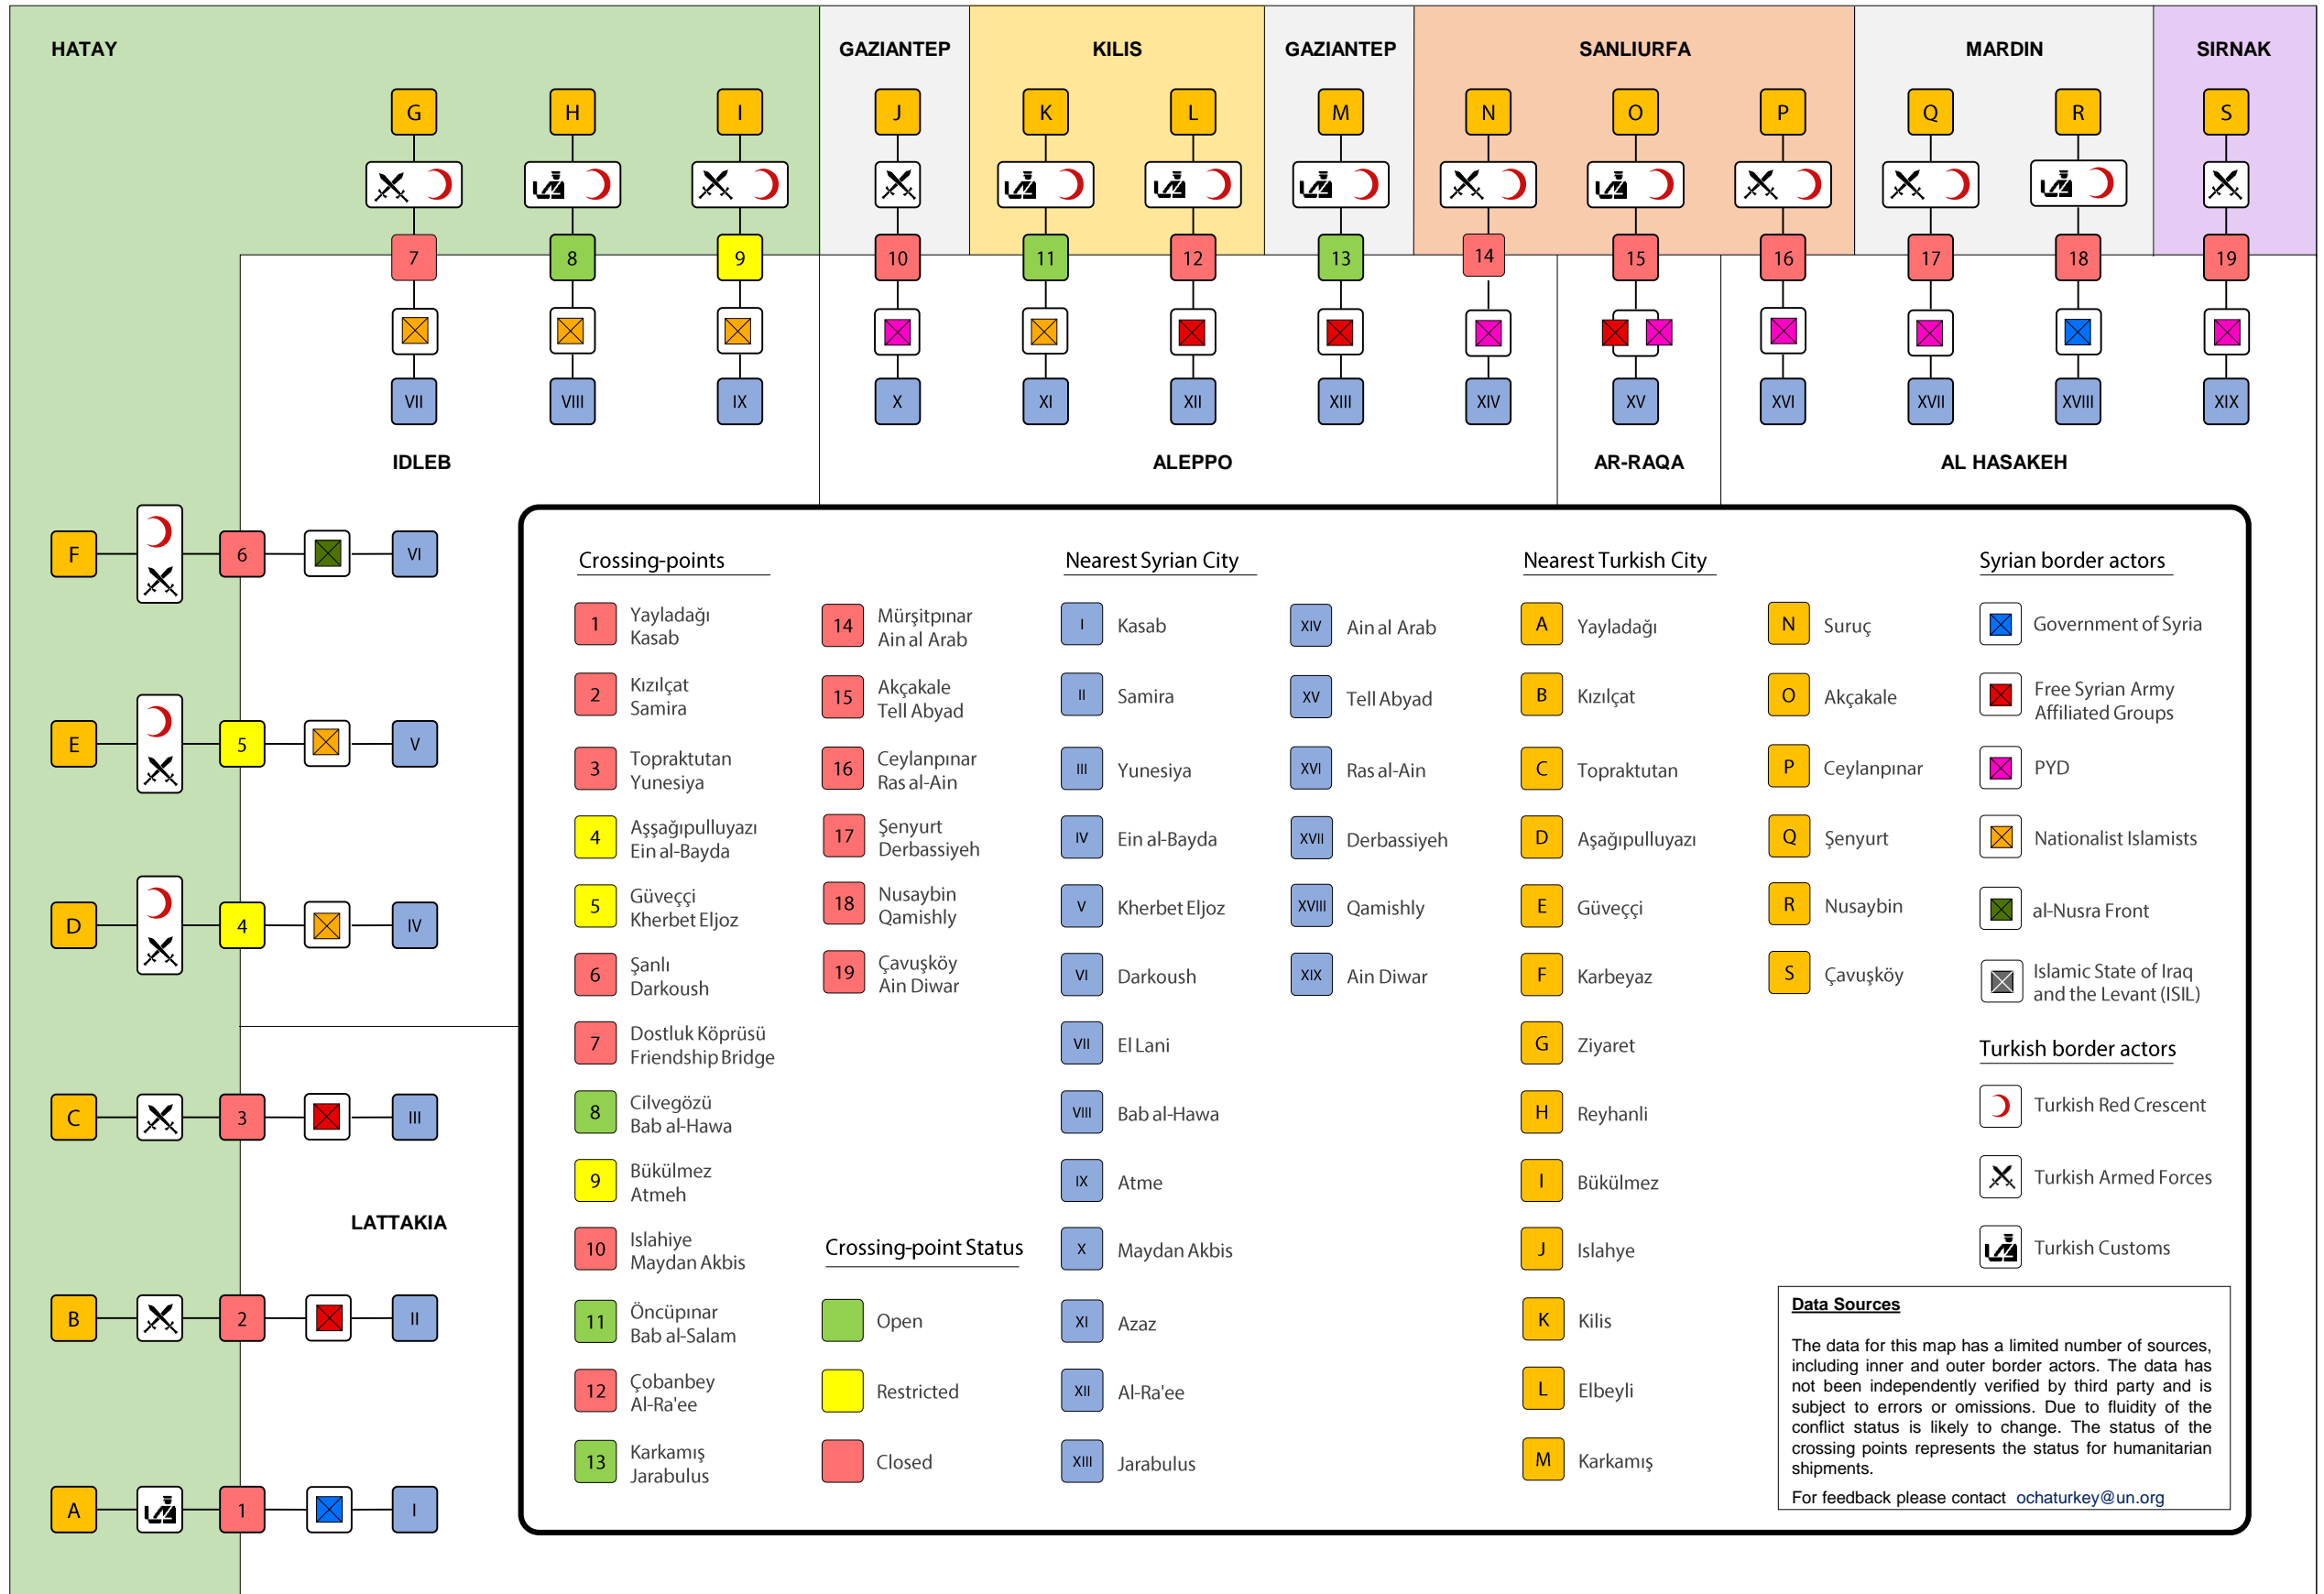 HATAY
GAZIANTEP
KILIS
GAZIANTEP
SANLIURFA
MARDIN
SIRNAK
G
H
I
J
K
L
M
N
O
P
Q
R
S
7
8
9
10
11
12
13
14
15
16
17
18
19
VII
VIII
IX
X
XI
XII
XIII
XIV
XV
XVI
XVII
XVIII
XIX
IDLEB
ALEPPO
AR-RAQA
AL HASAKEH
F
6
VI
E
5
V
D
4
IV
C
3
III
LATTAKIA
B
2
II
A
1
I
Crossing-points
1
Yayladağı
Kasab
2
Kızılçat
Samira
3
Topraktutan
Yunesiya
4
Aşşağıpulluyazı
Ein al-Bayda
5
Güveççi
Kherbet Eljoz
6
Şanlı
Darkoush
7
Dostluk Köprüsü
Friendship Bridge
8
Cilvegözü
Bab al-Hawa
9
Bükülmez
Atmeh
10
Islahiye
Maydan Akbis
11
Öncüpınar
Bab al-Salam
12
Çobanbey
Al-Ra'ee
13
Karkamış
Jarabulus
14
Mürşitpınar
Ain al Arab
15
Akçakale
Tell Abyad
16
Ceylanpınar
Ras al-Ain
17
Şenyurt
Derbassiyeh
18
Nusaybin
Qamishly
19
Çavuşköy
Ain Diwar
Crossing-point Status
Open
Restricted
Closed
Nearest Syrian City
I
Kasab
II
Samira
III
Yunesiya
IV
Ein al-Bayda
V
Kherbet Eljoz
VI
Darkoush
VII
El Lani
VIII
Bab al-Hawa
IX
Atme
X
Maydan Akbis
XI
Azaz
XII
Al-Ra'ee
XIII
Jarabulus
XIV
Ain al Arab
XV
Tell Abyad
XVI
Ras al-Ain
XVII
Derbassiyeh
XVIII
Qamishly
XIX
Ain Diwar
Nearest Turkish City
A
Yayladağı
B
Kızılçat
C
Topraktutan
D
Aşağıpulluyazı
E
Güveççi
F
Karbeyaz
G
Ziyaret
H
Reyhanli
I
Bükülmez
J
Islahye
K
Kilis
L
Elbeyli
M
Karkamış
N
Suruç
O
Akçakale
P
Ceylanpınar
Q
Şenyurt
R
Nusaybin
S
Çavuşköy
Syrian border actors
Government of Syria
Free Syrian Army
Affiliated Groups
PYD
Nationalist Islamists
al-Nusra Front
Islamic State of Iraq
and the Levant (ISIL)
Turkish border actors
Turkish Red Crescent
Turkish Armed Forces
Turkish Customs
Data Sources
The data for this map has a limited number of sources,
including inner and outer border actors. The data has
not been independently verified by third party and is
subject to errors or omissions. Due to fluidity of the
conflict status is likely to change. The status of the
crossing points represents the status for humanitarian
shipments.
For feedback please contact ochaturkey@un.org